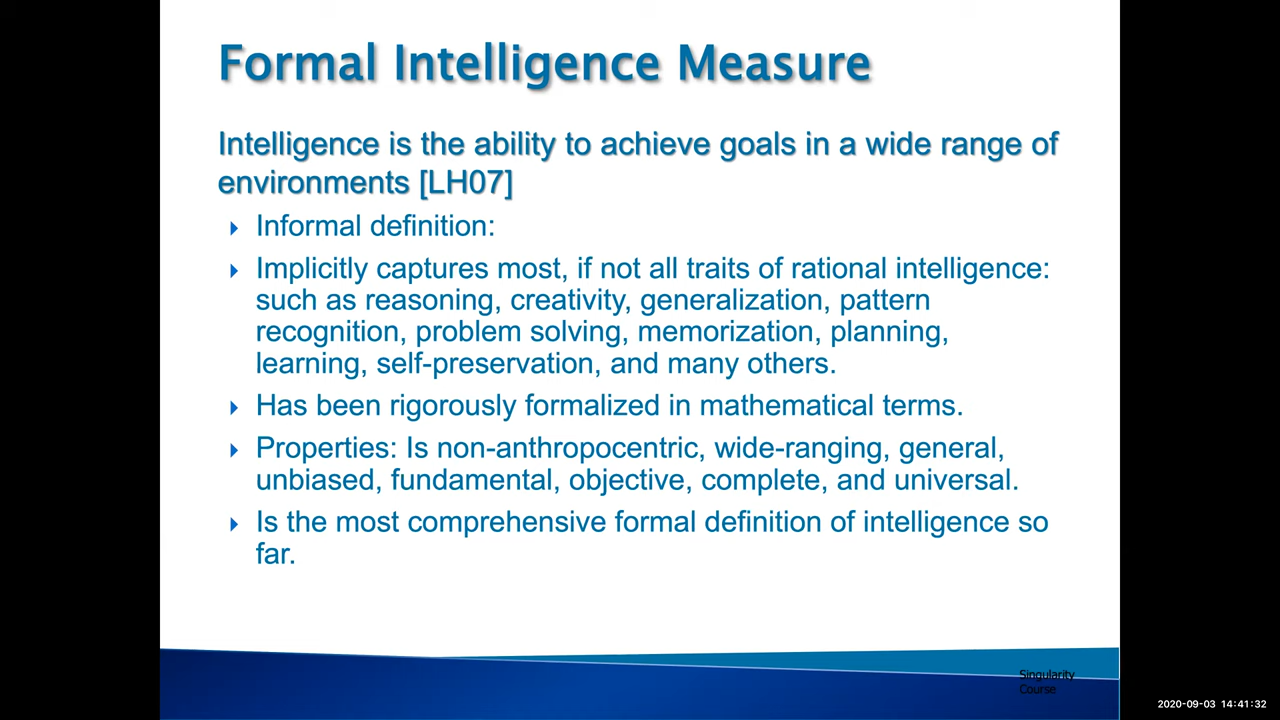 Formal Intelligence Measure
Intelligence is the ability to achieve goals in a wide range of
environments [LH07]
Informal definition:
Implicitly captures most, if not all traits of rational intelligence:
such as reasoning, creativity, generalization, pattern
recognition, problem solving, memorization, planning,
learning, self-preservation, and many others.
Has been rigorously formalized in mathematical terms.
Properties: Is non-anthropocentric, wide-ranging, general,
unbiased, fundamental, objective, complete, and universal.
Is the most comprehensive formal definition of intelligence so
far.
Singularity
Course
2020-09-03 14:41:32